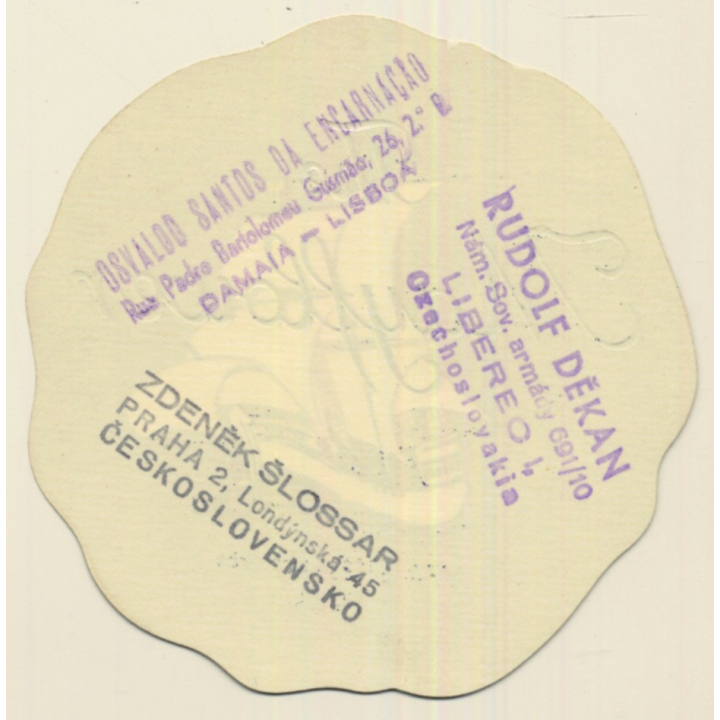 OSVALDO SANTOS DA ENCARNAÇÃO
Rua Padre Bartolomeu Gusmão, 26, 2.º
DAMAIA - LISBOA
RUDOLF DĚKAN
Nám. Sov. armády 691/10
LIBEREC I,
Czechoslovakia
ZDENĚK ŠLOSSAR
PRAHA 2, Londýnská 45
ČESKOSLOVENSKO